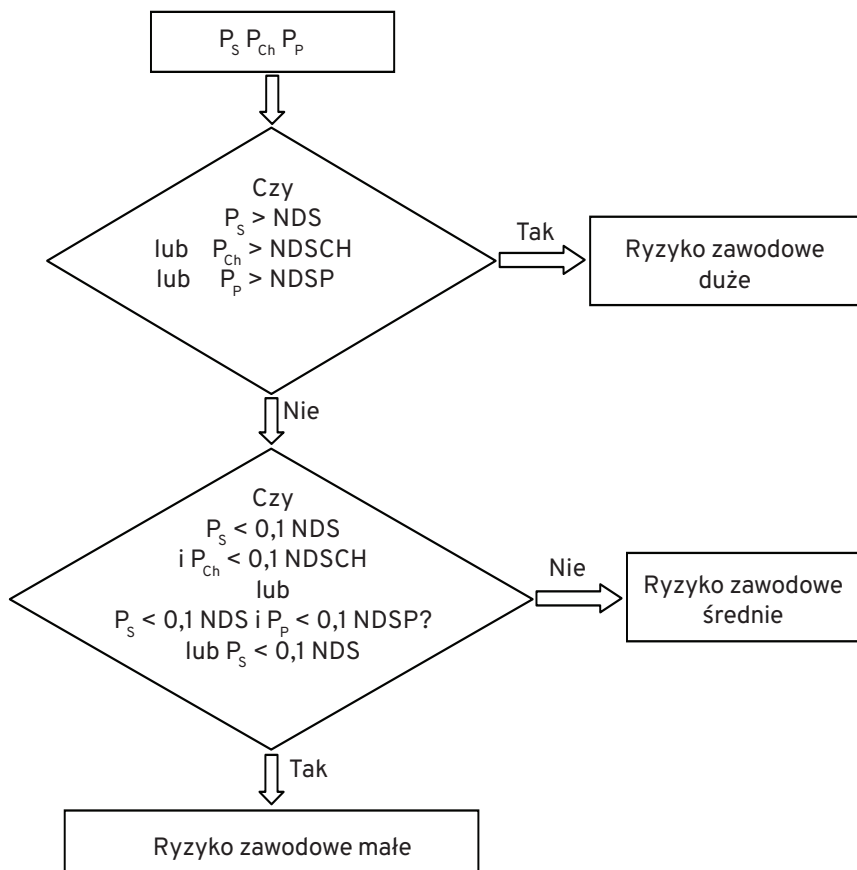 P_S P_Ch P_P
Czy
P_S > NDS
lub P_Ch > NDSCH
lub P_P > NDSP
Tak
Ryzyko zawodowe
duże
Nie
Czy
P_S < 0,1 NDS
i P_Ch < 0,1 NDSCH
lub
P_S < 0,1 NDS i P_P < 0,1 NDSP?
lub P_S < 0,1 NDS
Nie
Ryzyko zawodowe
średnie
Tak
Ryzyko zawodowe małe